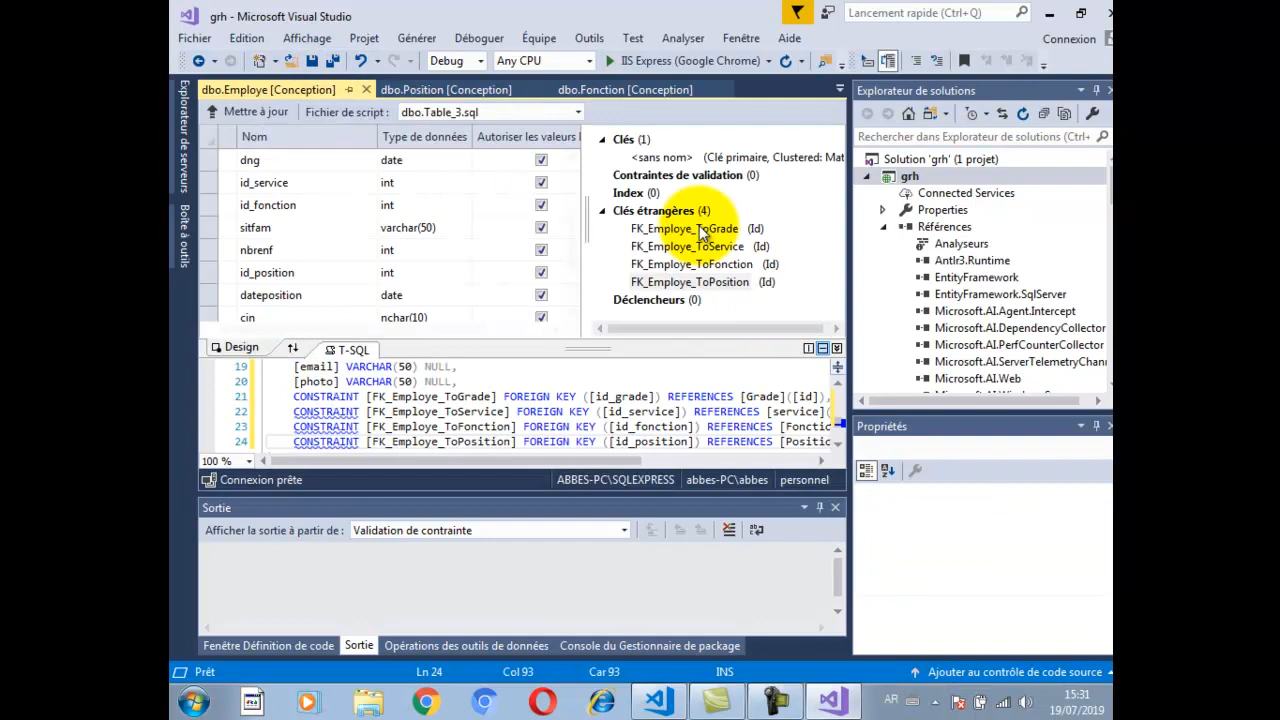 grh - Microsoft Visual Studio
Lancement rapide (Ctrl+Q)
Fichier Edition Affichage Projet Générer Déboguer Équipe Outils Test Analyser Fenêtre Aide Connexion
Debug Any CPU IIS Express (Google Chrome)
dbo.Employe [Conception] dbo.Position [Conception] dbo.Fonction [Conception]
Mettre à jour Fichier de script : dbo.Table_3.sql
Explorateur de serveurs
Boîte à outils
Nom Type de données Autoriser les valeurs
dng date
id_service int
id_fonction int
sitfam varchar(50)
nbrenf int
id_position int
dateposition date
cin nchar(10)
Clés (1)
<sans nom> (Clé primaire, Clustered: Mat
Contraintes de validation (0)
Index (0)
Clés étrangères (4)
FK_Employe_ToGrade (Id)
FK_Employe_ToService (Id)
FK_Employe_ToFonction (Id)
FK_Employe_ToPosition (Id)
Déclencheurs (0)
Design T-SQL
19 [email] VARCHAR(50) NULL,
20 [photo] VARCHAR(50) NULL,
21 CONSTRAINT [FK_Employe_ToGrade] FOREIGN KEY ([id_grade]) REFERENCES [Grade]([id]),
22 CONSTRAINT [FK_Employe_ToService] FOREIGN KEY ([id_service]) REFERENCES [service](
23 CONSTRAINT [FK_Employe_ToFonction] FOREIGN KEY ([id_fonction]) REFERENCES [Fonctio
24 CONSTRAINT [FK_Employe_ToPosition] FOREIGN KEY ([id_position]) REFERENCES [Positio
100 %
Connexion prête ABBES-PC\SQLEXPRESS abbes-PC\abbes personnel
Sortie
Afficher la sortie à partir de : Validation de contrainte
Fenêtre Définition de code Sortie Opérations des outils de données Console du Gestionnaire de package
Explorateur de solutions
Rechercher dans Explorateur de solutions (Ctrl+
Solution 'grh' (1 projet)
grh
Connected Services
Properties
Références
Analyseurs
Antlr3.Runtime
EntityFramework
EntityFramework.SqlServer
Microsoft.AI.Agent.Intercept
Microsoft.AI.DependencyCollector
Microsoft.AI.PerfCounterCollector
Microsoft.AI.ServerTelemetryChan
Microsoft.AI.Web
Propriétés
Prêt Ln 24 Col 93 Car 93 INS Ajouter au contrôle de code source
AR 15:31
19/07/2019